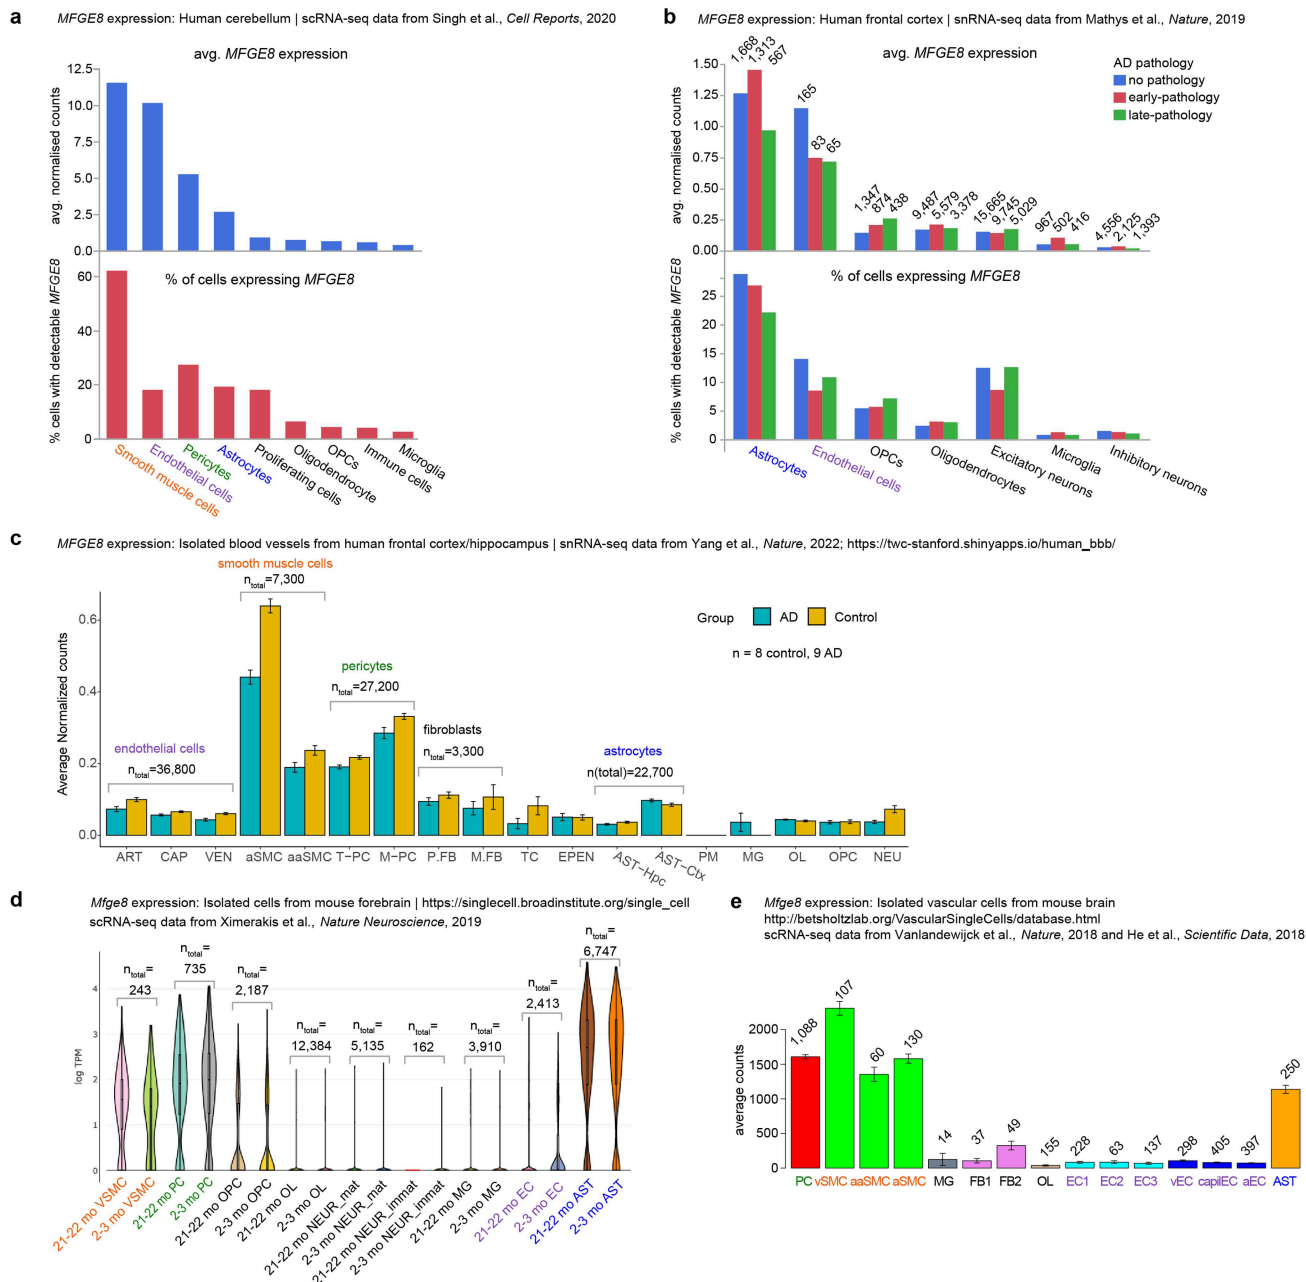 a
MFGE8 expression: Human cerebellum | scRNA-seq data from Singh et al., Cell Reports, 2020
avg. MFGE8 expression
avg. normalised counts
12.5
10.0
7.5
5.0
2.5
0.0
% of cells expressing MFGE8
% cells with detectable MFGE8
60
40
20
0
Smooth muscle cells
Endothelial cells
Pericytes
Astrocytes
Proliferating cells
Oligodendrocyte
OPCs
Immune cells
Microglia
b
MFGE8 expression: Human frontal cortex | snRNA-seq data from Mathys et al., Nature, 2019
avg. MFGE8 expression
AD pathology
no pathology
early-pathology
late-pathology
avg. normalised counts
1.50
1.25
1.00
0.75
0.50
0.25
0.00
1,668
1,313
567
165
83
65
1,347
874
438
9,487
5,579
3,378
15,665
9,745
5,029
967
502
416
4,556
2,125
1,393
% of cells expressing MFGE8
% cells with detectable MFGE8
25
20
15
10
5
0
Astrocytes
Endothelial cells
OPCs
Oligodendrocytes
Excitatory neurons
Microglia
Inhibitory neurons
c
MFGE8 expression: Isolated blood vessels from human frontal cortex/hippocampus | snRNA-seq data from Yang et al., Nature, 2022; https://twc-stanford.shinyapps.io/human_bbb/
smooth muscle cells
ntotal=7,300
Group AD Control
n = 8 control, 9 AD
pericytes
ntotal=27,200
fibroblasts
ntotal=3,300
endothelial cells
ntotal=36,800
astrocytes
n(total)=22,700
Average Normalized counts
0.6
0.4
0.2
0.0
ART CAP VEN aSMC aaSMC T-PC M-PC P.FB M.FB TC EPEN AST-Hpc AST-Ctx PM MG OL OPC NEU
d
Mfge8 expression: Isolated cells from mouse forebrain | https://singlecell.broadinstitute.org/single_cell
scRNA-seq data from Ximerakis et al., Nature Neuroscience, 2019
log TPM
4
3
2
1
0
ntotal=
243
ntotal=
735
ntotal=
2,187
ntotal=
12,384
ntotal=
5,135
ntotal=
162
ntotal=
3,910
ntotal=
2,413
ntotal=
6,747
21-22 mo VSMC
2-3 mo VSMC
21-22 mo PC
2-3 mo PC
21-22 mo OPC
2-3 mo OPC
21-22 mo OL
2-3 mo OL
21-22 mo NEUR_mat
2-3 mo NEUR_mat
21-22 mo NEUR_immat
2-3 mo NEUR_immat
21-22 mo MG
2-3 mo MG
21-22 mo EC
2-3 mo EC
21-22 mo AST
2-3 mo AST
e
Mfge8 expression: Isolated vascular cells from mouse brain
http://betsholtzlab.org/VascularSingleCells/database.html
scRNA-seq data from Vanlandewijck et al., Nature, 2018 and He et al., Scientific Data, 2018
average counts
2000
1500
1000
500
0
1,088
107
60
130
14
37
49
155
228
63
137
298
405
397
250
PC vSMC aaSMC aSMC MG FB1 FB2 OL EC1 EC2 EC3 vEC capilEC aEC AST